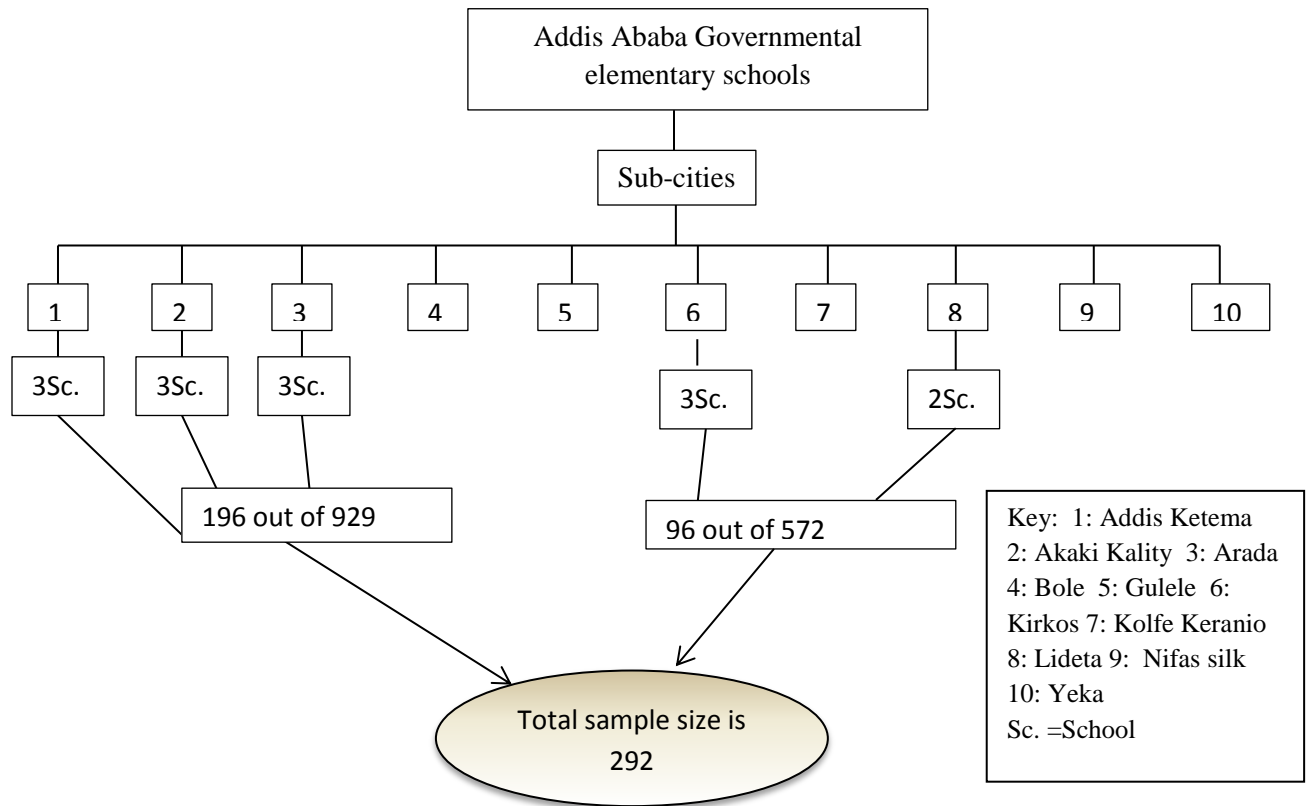 Addis Ababa Governmental
elementary schools
Sub-cities
1
2
3
4
5
6
7
8
9
10
3Sc.
3Sc.
3Sc.
3Sc.
2Sc.
196 out of 929
96 out of 572
Total sample size is
292
Key: 1: Addis Ketema
2: Akaki Kality 3: Arada
4: Bole 5: Gulele 6:
Kirkos 7: Kolfe Keranio
8: Lideta 9: Nifas silk
10: Yeka
Sc. =School